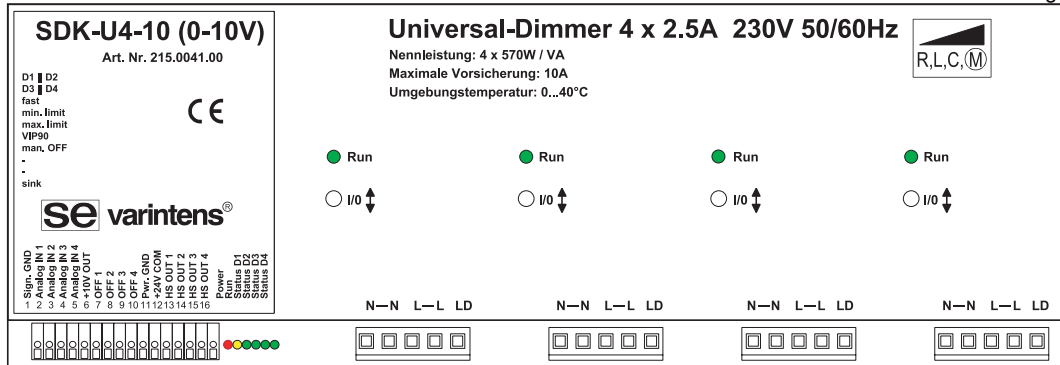 SDK-U4-10 (0-10V)
Art. Nr. 215.0041.00
D1 D2
D3 D4
fast
min. limit
max. limit
VIP90
man. OFF
-
-
sink
CE
se varintens®
Universal-Dimmer 4 x 2.5A 230V 50/60Hz
Nennleistung: 4 x 570W / VA
Maximale Vorsicherung: 10A
Umgebungstemperatur: 0...40°C
R,L,C,M
Run
I/0
Run
I/0
Run
I/0
Run
I/0
Sign. GND
Analog IN 1
Analog IN 2
Analog IN 3
Analog IN 4
+10V OUT
OFF 1
OFF 2
OFF 3
OFF 4
Pwr. GND
+24V COM
HS OUT 1
HS OUT 2
HS OUT 3
HS OUT 4
Power
Run
Status D1
Status D2
Status D3
Status D4
1 2 3 4 5 6 7 8 9 10 11 12 13 14 15 16
N—N L—L LD
N—N L—L LD
N—N L—L LD
N—N L—L LD